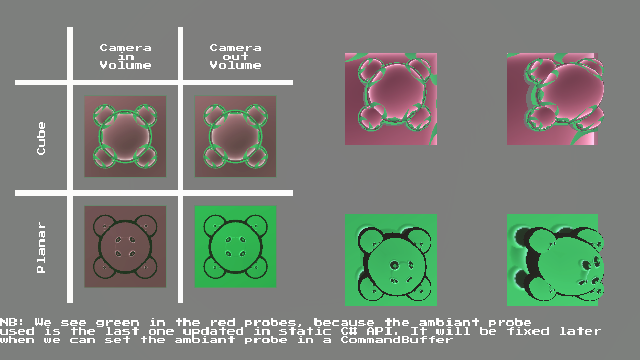 Camera
in
Volume
Camera
out
Volume
Cube
Planar
NB: We see green in the red probes, because the ambiant probe
used is the last one updated in static C# API. It will be fixed later
when we can set the ambiant probe in a CommandBuffer